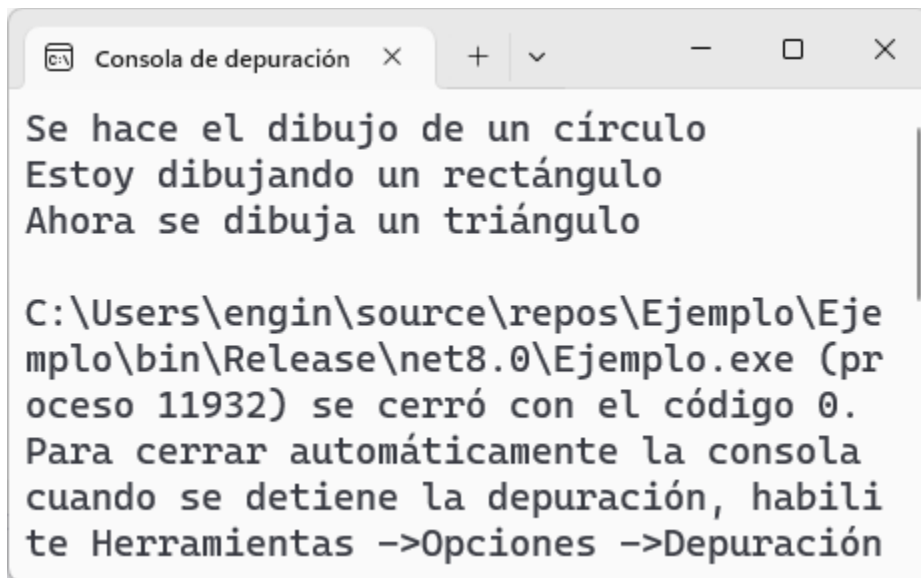 Consola de depuración
Se hace el dibujo de un círculo
Estoy dibujando un rectángulo
Ahora se dibuja un triángulo
C:\Users\engin\source\repos\Ejemplo\Eje
mplo\bin\Release\net8.0\Ejemplo.exe (pr
oceso 11932) se cerró con el código 0.
Para cerrar automáticamente la consola
cuando se detiene la depuración, habili
te Herramientas ->Opciones ->Depuración